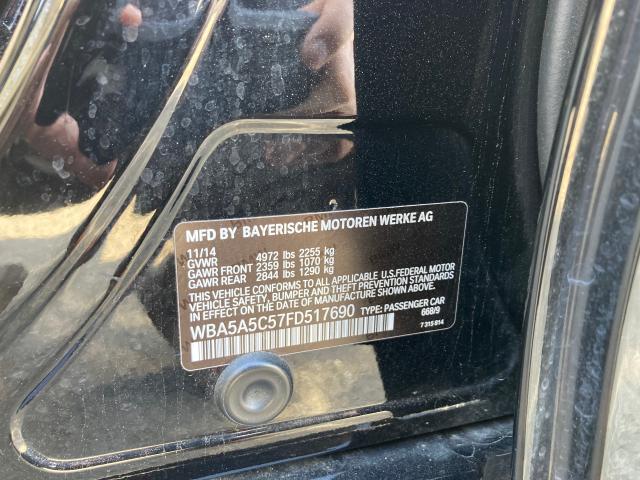 MFD BY BAYERISCHE MOTOREN WERKE AG
11/14
GVWR 4972 lbs 2255 kg
GAWR FRONT 2359 lbs 1070 kg
GAWR REAR 2844 lbs 1290 kg
THIS VEHICLE CONFORMS TO ALL APPLICABLE U.S.FEDERAL MOTOR
VEHICLE SAFETY, BUMPER, AND THEFT PREVENTION STANDARDS
IN EFFECT ON THE DATE OF MANUFACTURE SHOWN ABOVE.
WBA5A5C57FD517690 TYPE: PASSENGER CAR
668/9
7 315 814